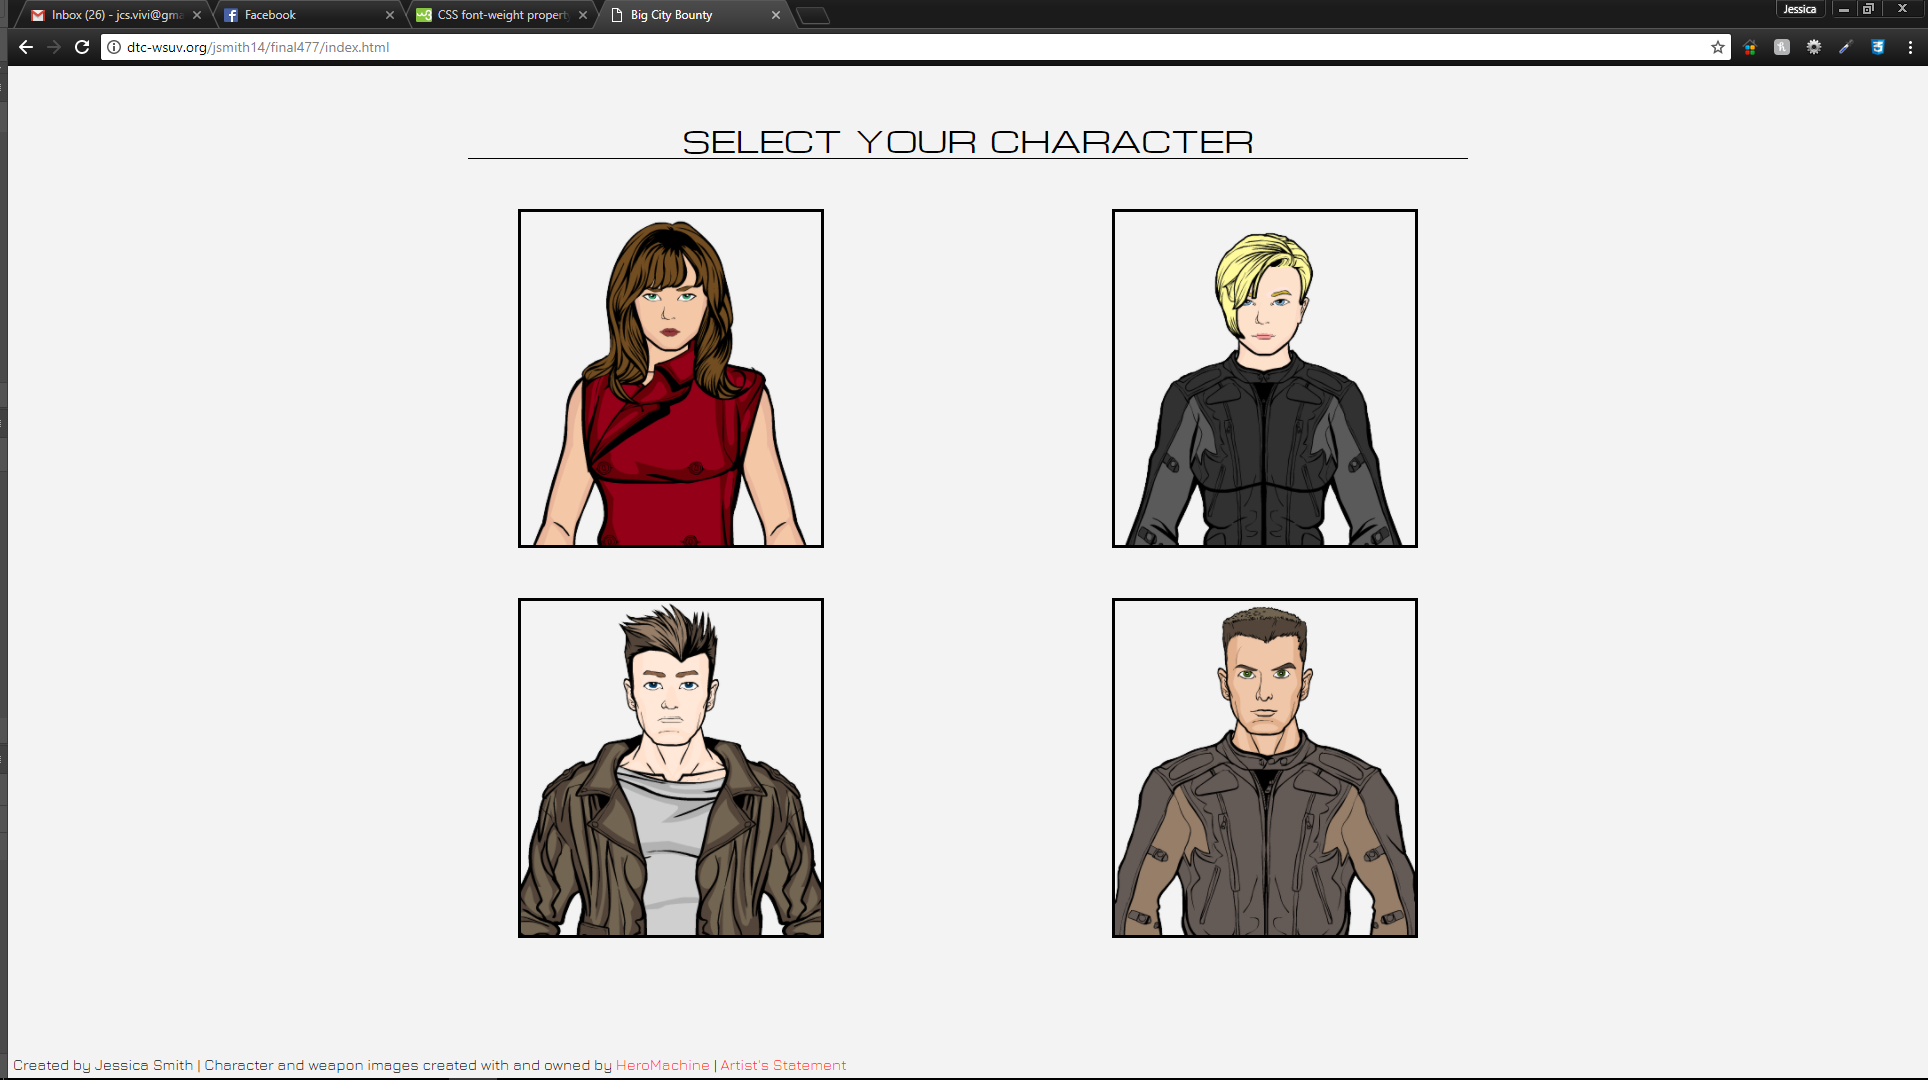 Inbox (26) - jcs.vivi@gma
Facebook
CSS font-weight property
Big City Bounty
Jessica
dtc-wsuv.org/jsmith14/final477/index.html
SELECT YOUR CHARACTER
Created by Jessica Smith | Character and weapon images created with and owned by HeroMachine | Artist's Statement